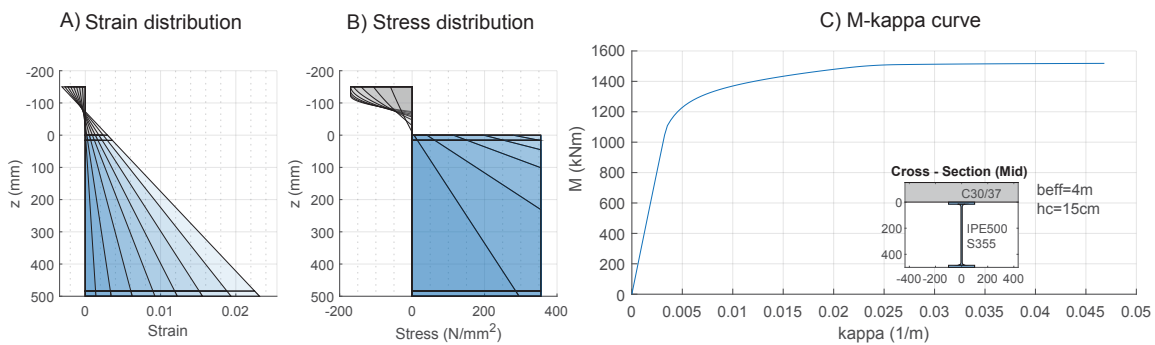 A) Strain distribution
B) Stress distribution
C) M-kappa curve
-200
-100
0
100
200
300
400
500
z (mm)
0
0.01
0.02
Strain
-200
-100
0
100
200
300
400
500
z (mm)
-200
0
200
400
Stress (N/mm²)
1600
1400
1200
1000
800
600
400
200
0
M (kNm)
0
0.005
0.01
0.015
0.02
0.025
0.03
0.035
0.04
0.045
0.05
kappa (1/m)
Cross - Section (Mid)
C30/37
IPE500
S355
0
200
400
-400 -200 0 200 400
beff=4m
hc=15cm